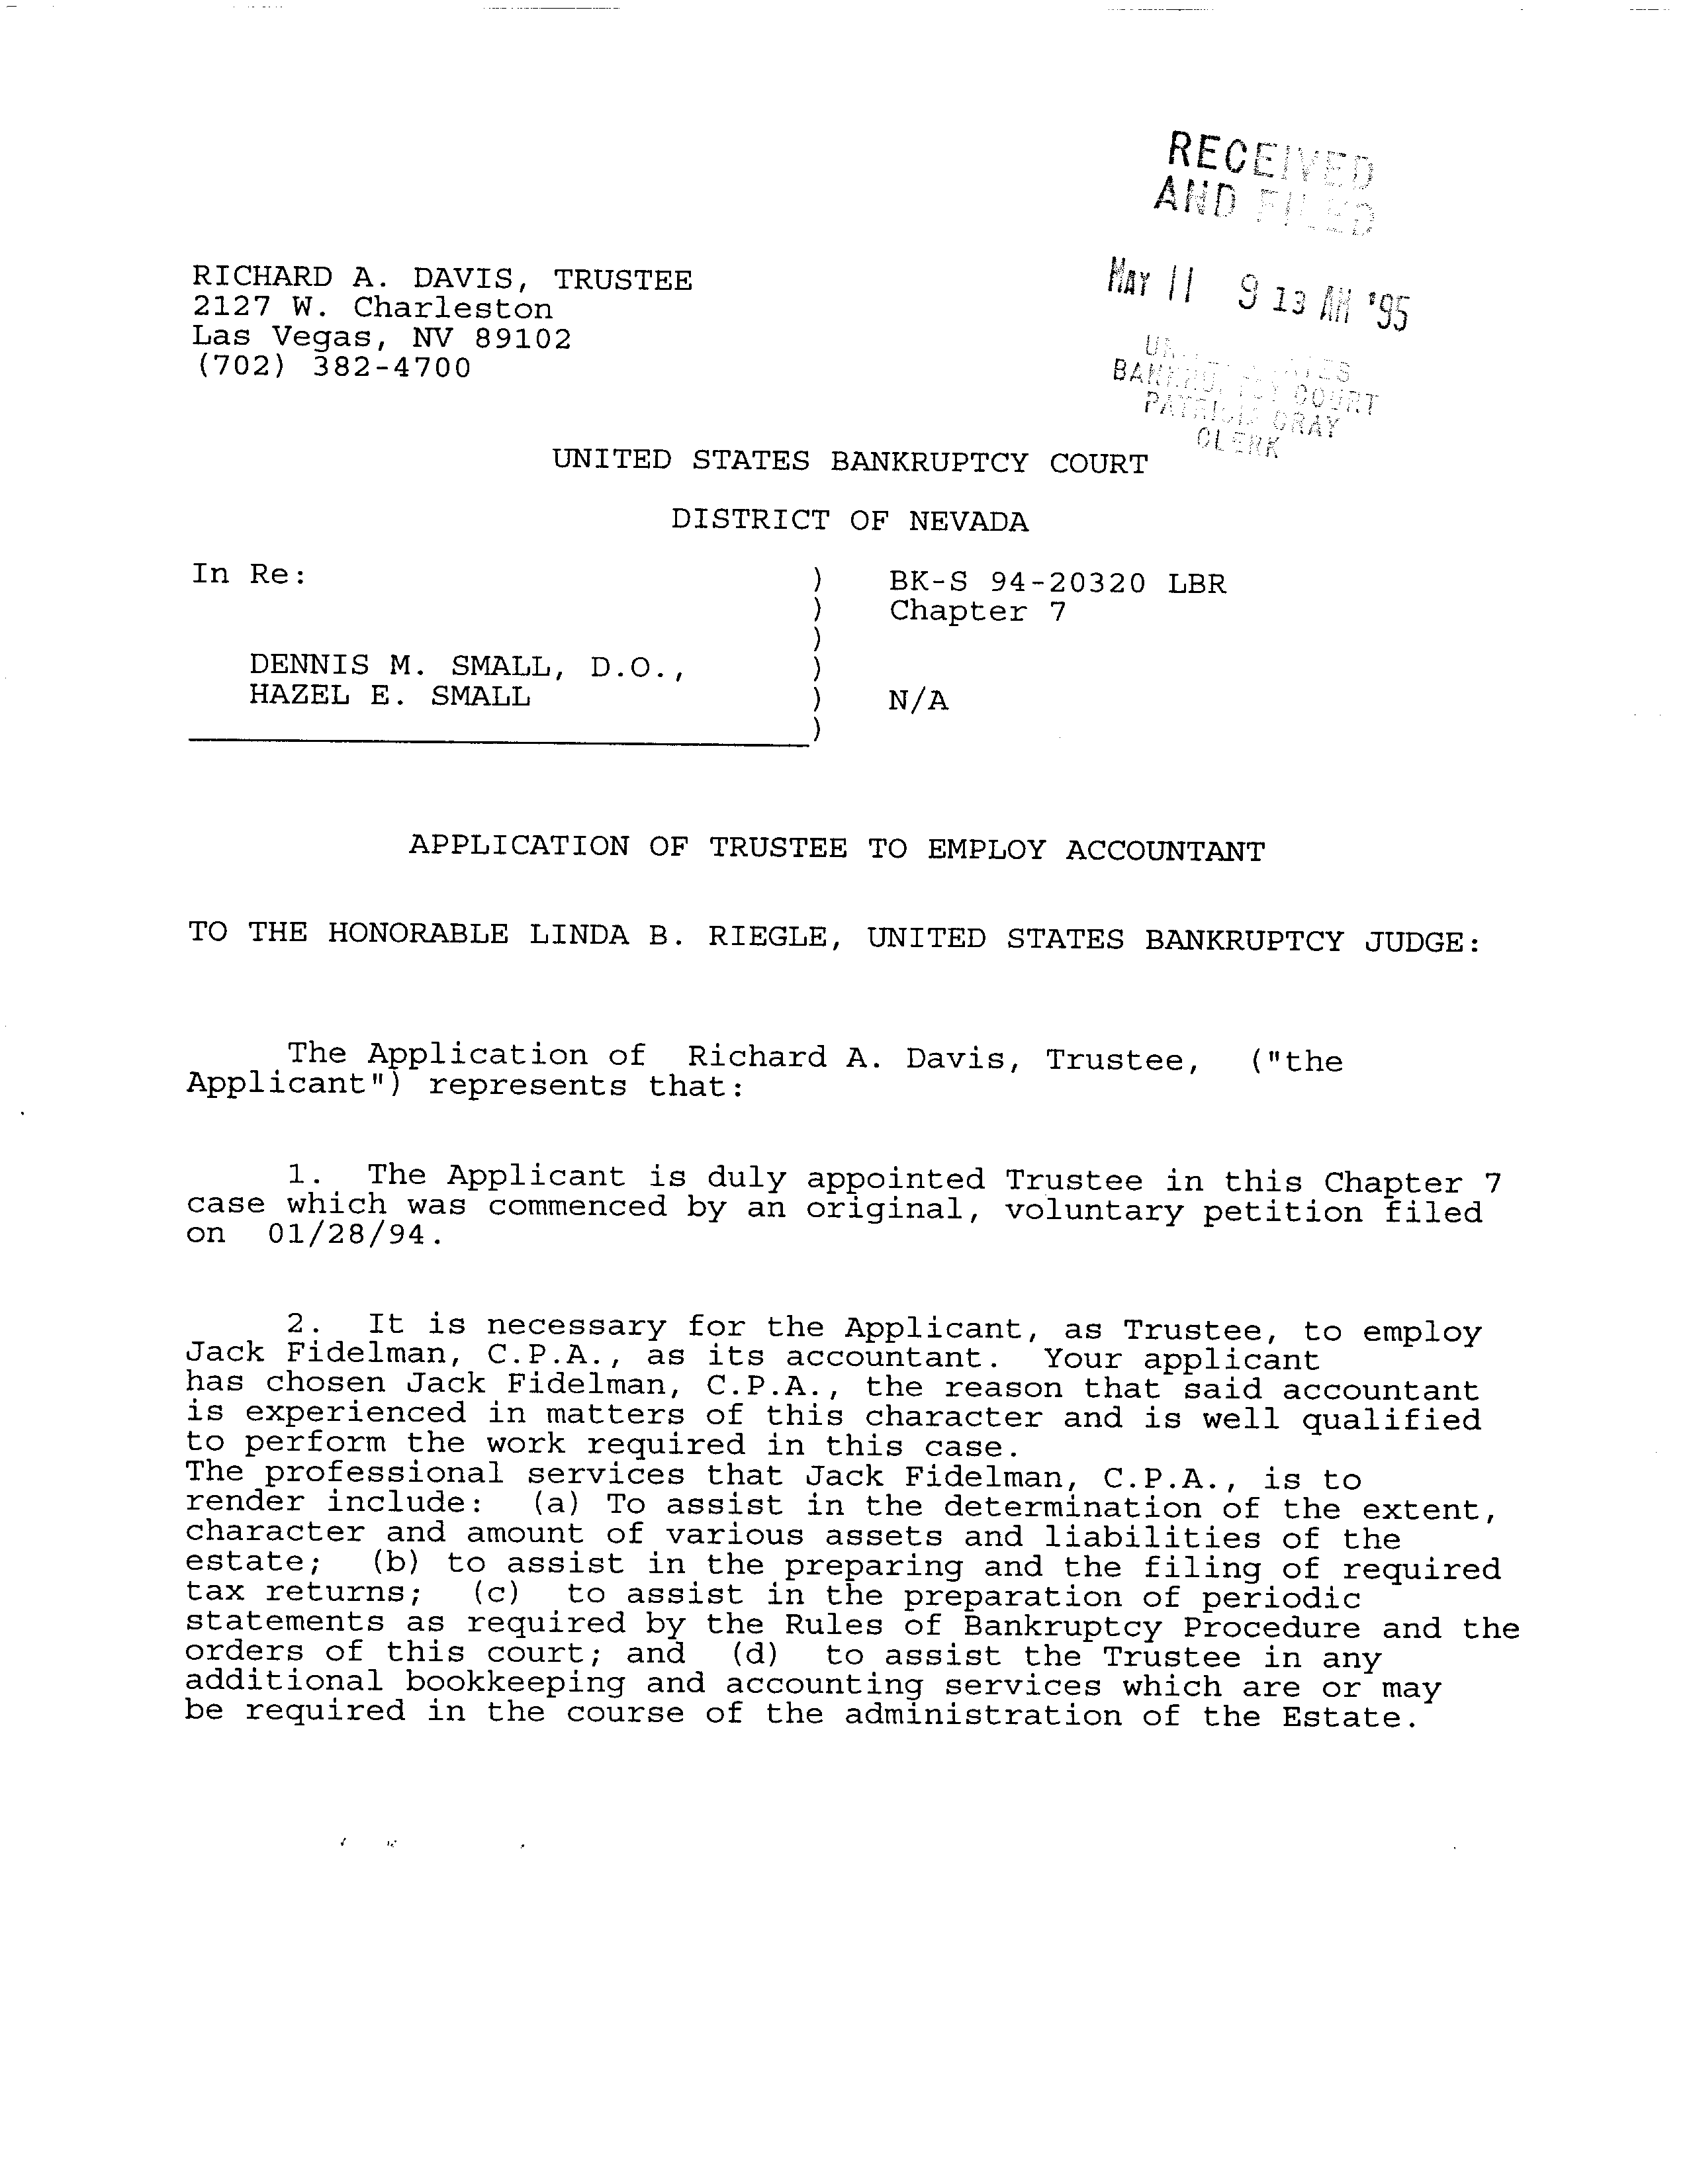 RECEIVED
AND FILED
MAY 11 9 13 AM '95
BANKRUPTCY COURT
PATRICIA GRAY
CLERK
RICHARD A. DAVIS, TRUSTEE
2127 W. Charleston
Las Vegas, NV 89102
(702) 382-4700
UNITED STATES BANKRUPTCY COURT
DISTRICT OF NEVADA
In Re: ) BK-S 94-20320 LBR
) Chapter 7
)
DENNIS M. SMALL, D.O., )
HAZEL E. SMALL ) N/A
)
APPLICATION OF TRUSTEE TO EMPLOY ACCOUNTANT
TO THE HONORABLE LINDA B. RIEGLE, UNITED STATES BANKRUPTCY JUDGE:
The Application of Richard A. Davis, Trustee, ("the
Applicant") represents that:
1. The Applicant is duly appointed Trustee in this Chapter 7
case which was commenced by an original, voluntary petition filed
on 01/28/94.
2. It is necessary for the Applicant, as Trustee, to employ
Jack Fidelman, C.P.A., as its accountant. Your applicant
has chosen Jack Fidelman, C.P.A., the reason that said accountant
is experienced in matters of this character and is well qualified
to perform the work required in this case.
The professional services that Jack Fidelman, C.P.A., is to
render include: (a) To assist in the determination of the extent,
character and amount of various assets and liabilities of the
estate; (b) to assist in the preparing and the filing of required
tax returns; (c) to assist in the preparation of periodic
statements as required by the Rules of Bankruptcy Procedure and the
orders of this court; and (d) to assist the Trustee in any
additional bookkeeping and accounting services which are or may
be required in the course of the administration of the Estate.